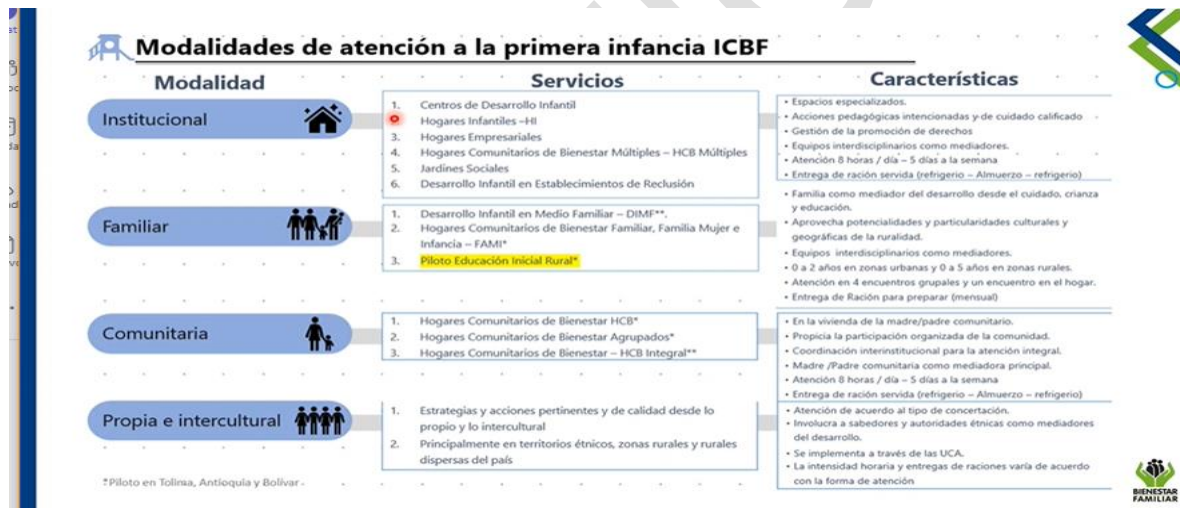 Modalidades de atención a la primera infancia ICBF
Modalidad
Servicios
Características
Institucional
1. Centros de Desarrollo Infantil
Hogares Infantiles –HI
3. Hogares Empresariales
4. Hogares Comunitarios de Bienestar Múltiples – HCB Múltiples
5. Jardines Sociales
6. Desarrollo Infantil en Establecimientos de Reclusión
• Espacios especializados.
• Acciones pedagógicas intencionadas y de cuidado calificado
• Gestión de la promoción de derechos
• Equipos interdisciplinarios como mediadores.
• Atención 8 horas / día – 5 días a la semana
• Entrega de ración servida (refrigerio – Almuerzo – refrigerio)
Familiar
1. Desarrollo Infantil en Medio Familiar – DIMF**.
2. Hogares Comunitarios de Bienestar Familiar, Familia Mujer e
Infancia – FAMI*
3. Piloto Educación Inicial Rural*
• Familia como mediador del desarrollo desde el cuidado, crianza
y educación.
• Aprovecha potencialidades y particularidades culturales y
geográficas de la ruralidad.
• Equipos interdisciplinarios como mediadores.
• 0 a 2 años en zonas urbanas y 0 a 5 años en zonas rurales.
• Atención en 4 encuentros grupales y un encuentro en el hogar.
• Entrega de Ración para preparar (mensual)
Comunitaria
1. Hogares Comunitarios de Bienestar HCB*
2. Hogares Comunitarios de Bienestar Agrupados*
3. Hogares Comunitarios de Bienestar – HCB Integral**
• En la vivienda de la madre/padre comunitario.
• Propicia la participación organizada de la comunidad.
• Coordinación interinstitucional para la atención integral.
• Madre /Padre comunitaria como mediadora principal.
• Atención 8 horas / día – 5 días a la semana
• Entrega de ración servida (refrigerio – Almuerzo – refrigerio)
Propia e intercultural
1. Estrategias y acciones pertinentes y de calidad desde lo
propio y lo intercultural
2. Principalmente en territorios étnicos, zonas rurales y rurales
dispersas del país
• Atención de acuerdo al tipo de concertación.
• Involucra a sabedores y autoridades étnicas como mediadores
del desarrollo.
• Se implementa a través de las UCA.
• La intensidad horaria y entregas de raciones varía de acuerdo
con la forma de atención
*Piloto en Tolima, Antioquia y Bolívar
BIENESTAR
FAMILIAR